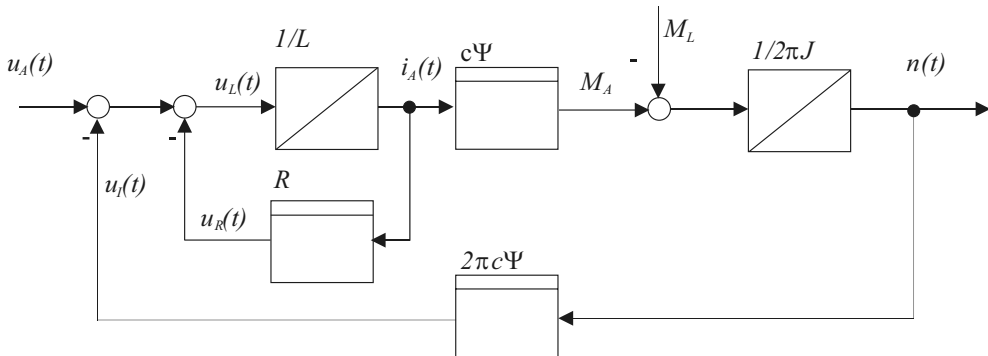 1/L
cΨ
M_L
1/2πJ
u_A(t)
u_L(t)
i_A(t)
-
M_A
n(t)
-
-
u_I(t)
R
u_R(t)
2πcΨ